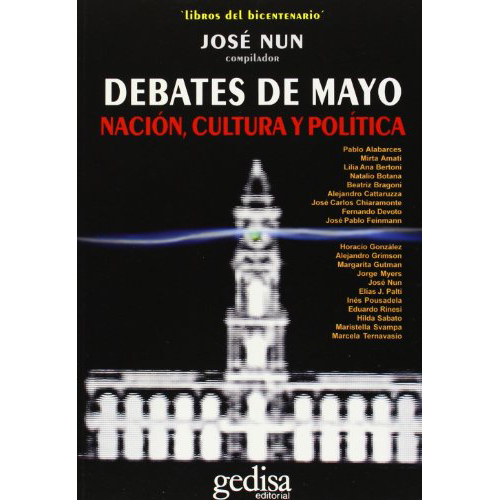 'libros del bicentenario'
JOSÉ NUN
compilador
DEBATES DE MAYO
NACIÓN, CULTURA Y POLÍTICA
Pablo Alabarces
Mirta Amati
Lilia Ana Bertoni
Natalio Botana
Beatriz Bragoni
Alejandro Cattaruzza
José Carlos Chiaramonte
Fernando Devoto
José Pablo Feinmann
Horacio González
Alejandro Grimson
Margarita Gutman
Jorge Myers
José Nun
Elias J. Palti
Inés Pousadela
Eduardo Rinesi
Hilda Sabato
Maristella Svampa
Marcela Ternavasio
gedisa
editorial